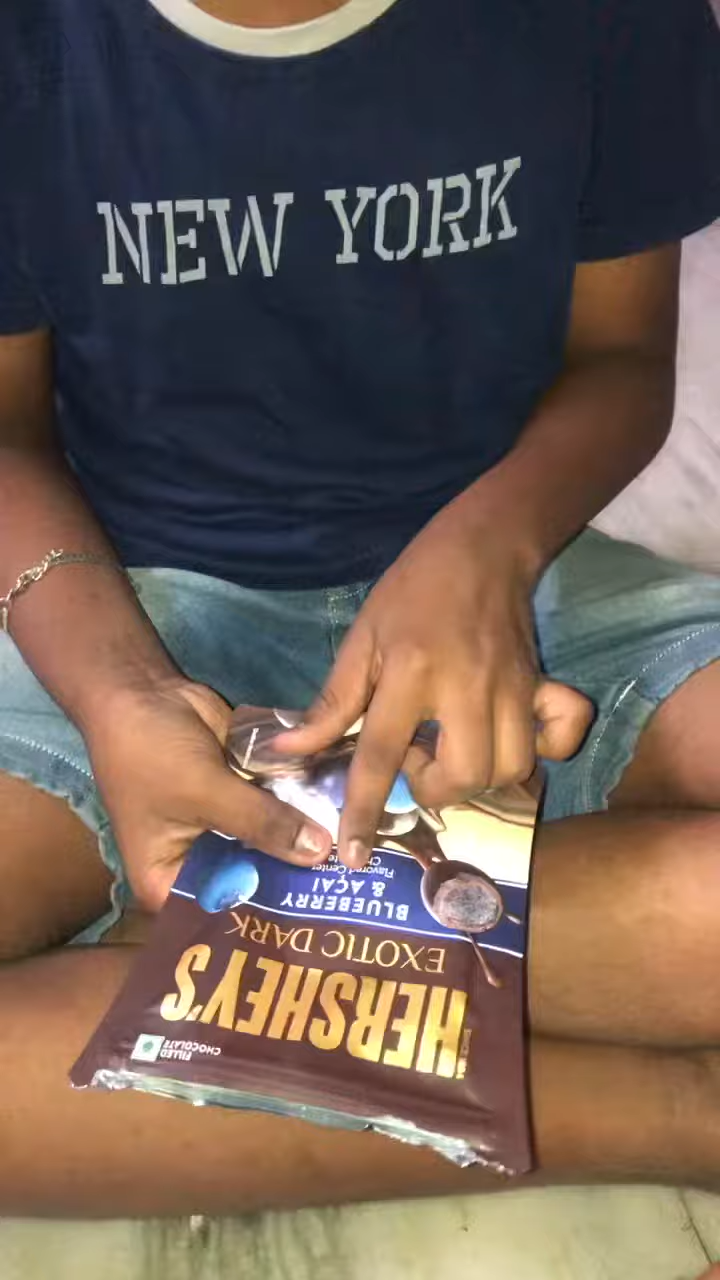 NEW YORK
FILLED
CHOCOLATE
HERSHEY'S
EXOTIC DARK
BLUEBERRY
& AÇAI
Flavored Center